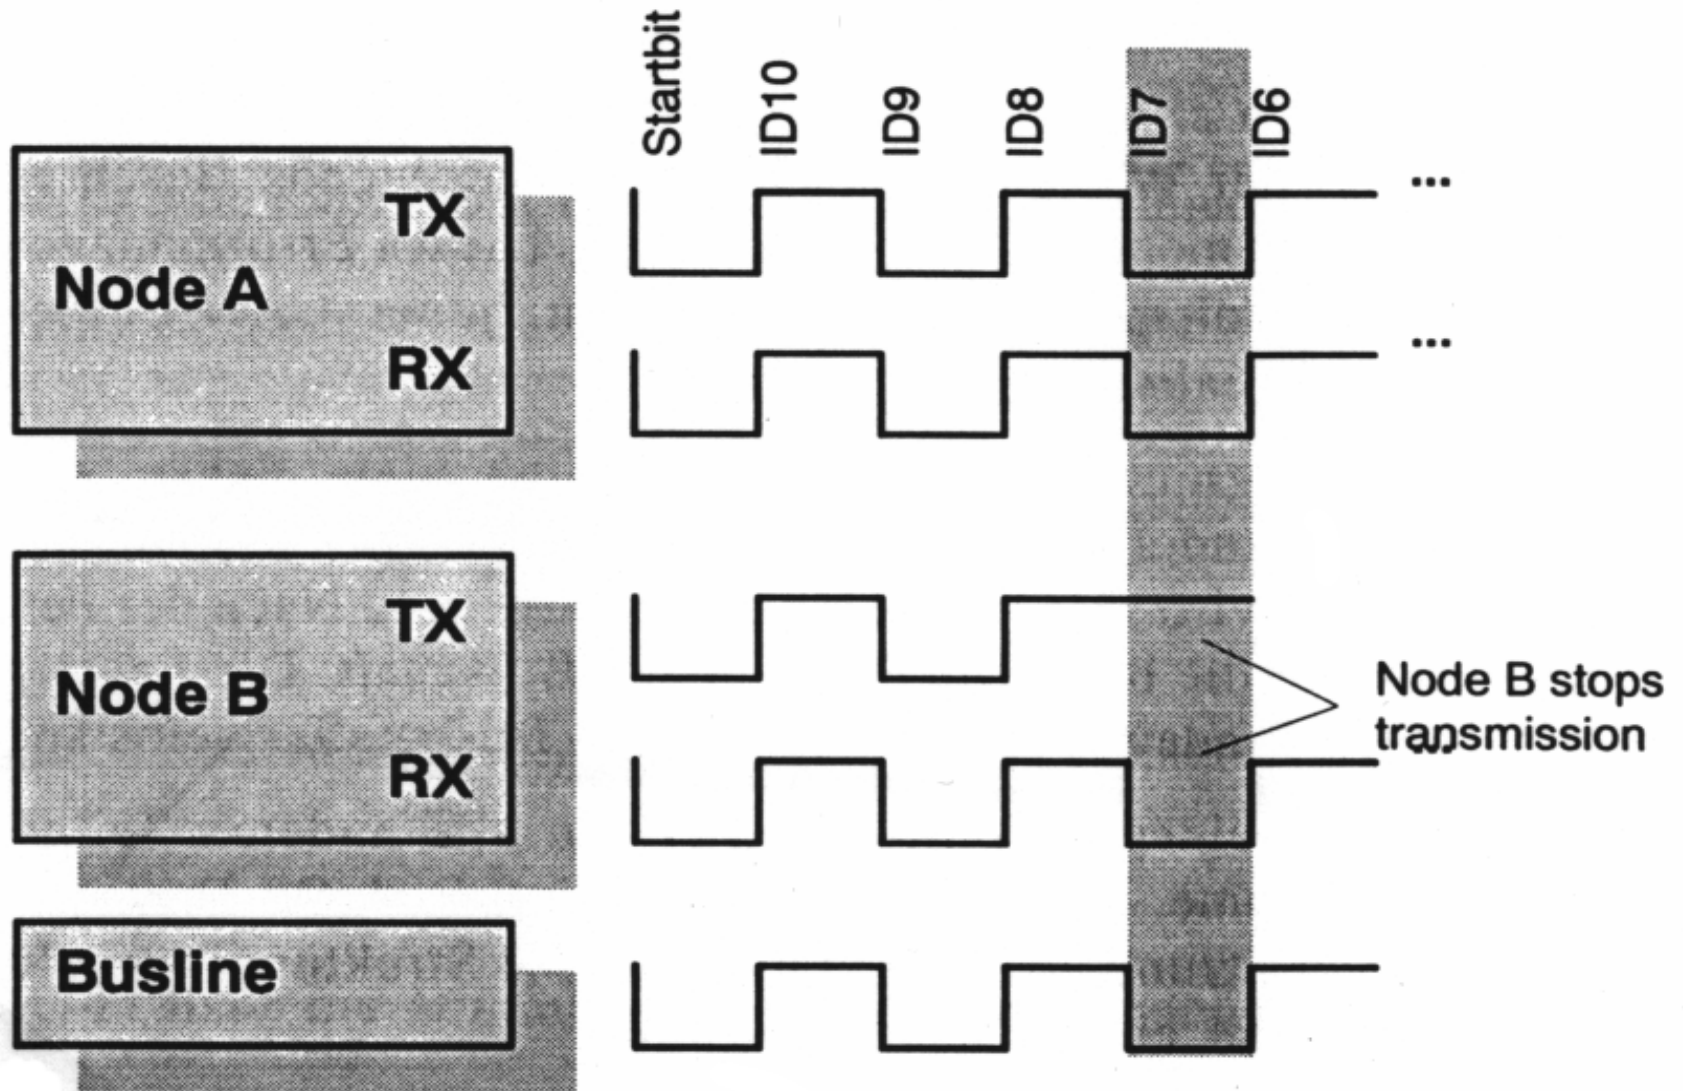 Startbit
ID10
ID9
ID8
ID7
ID6
TX
Node A
RX
...
...
TX
Node B
RX
Node B stops
transmission
...
Busline